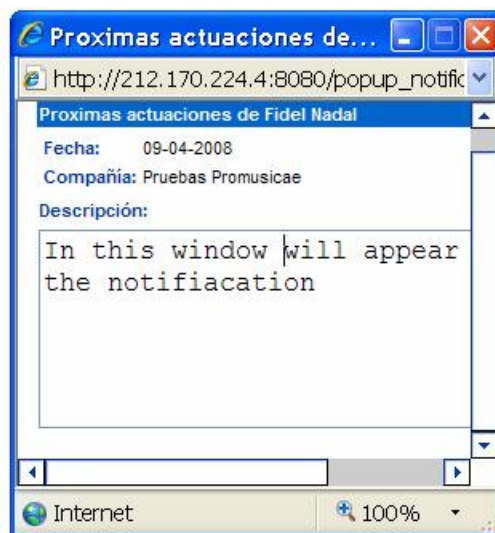 Proximas actuaciones de...
http://212.170.224.4:8080/popup_notific
Proximas actuaciones de Fidel Nadal
Fecha: 09-04-2008
Compañía: Pruebas Promusicae
Descripción:
In this window will appear
the notifiacation
Internet 100%